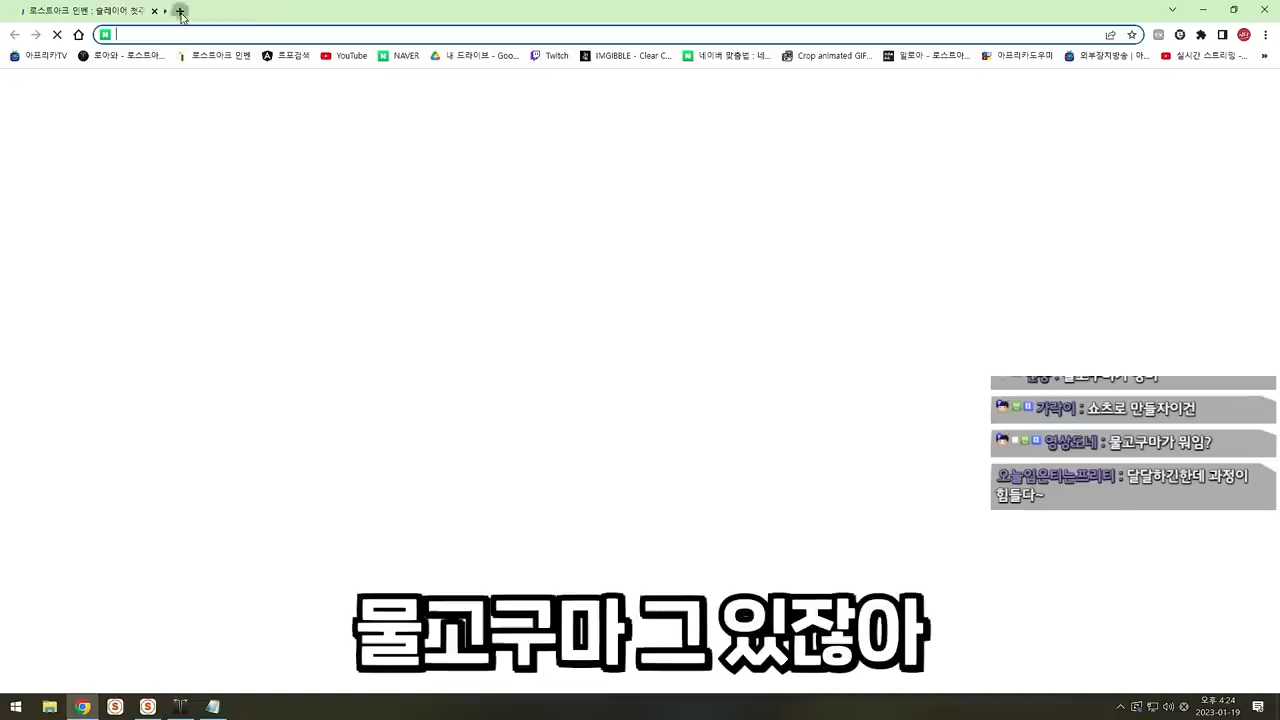 로스트아크 인벤 : 슬레이어 첫
아프리카TV
로아와 - 로스트아...
로스트아크 인벤
트포검색
YouTube
NAVER
내 드라이브 - Goo...
Twitch
IMGIBBLE - Clear C...
네이버 맞춤법 : 네...
Crop animated GIF...
일로아 - 로스트아...
아프리카도우미
외부장치방송 | 아...
실시간 스트리밍 -...
가락이 : 쇼츠로 만들자이건
영상도네 : 물고구마가 뭐임?
오늘입은티는프리티 : 달달하긴한데 과정이
힘들다~
물고구마 그 있잖아
오후 4:24
2023-01-19